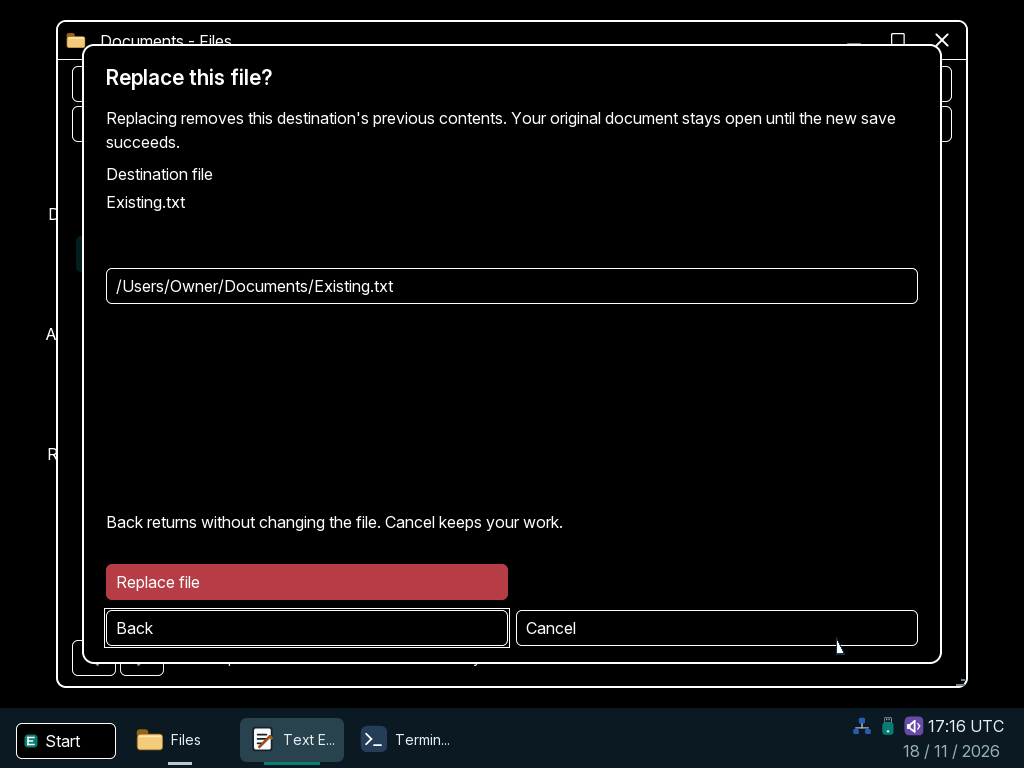 Documents - Files
Replace this file?
Replacing removes this destination's previous contents. Your original document stays open until the new save
succeeds.
Destination file
Existing.txt
/Users/Owner/Documents/Existing.txt
Back returns without changing the file. Cancel keeps your work.
Replace file
Back
Cancel
Start
Files
Text E...
Termin...
17:16 UTC
18 / 11 / 2026